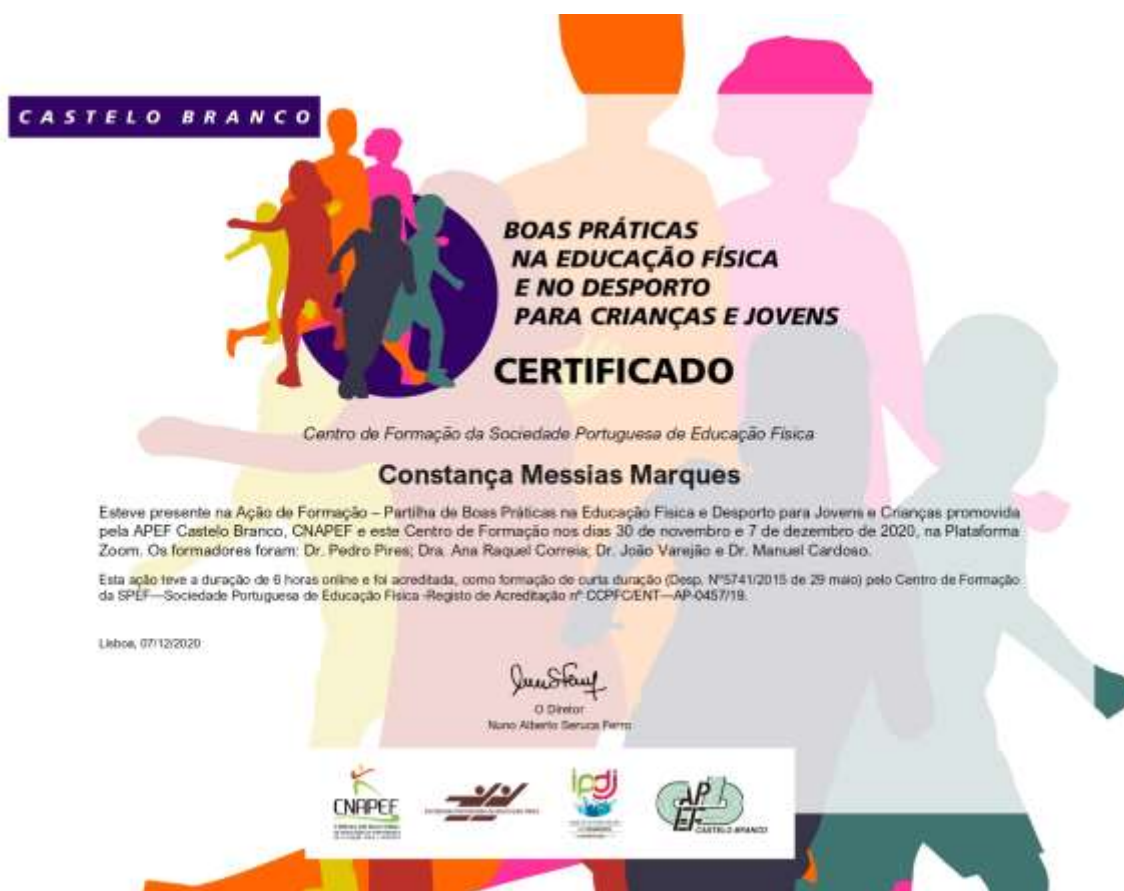 CASTELO BRANCO
BOAS PRÁTICAS
NA EDUCAÇÃO FÍSICA
E NO DESPORTO
PARA CRIANÇAS E JOVENS
CERTIFICADO
Centro de Formação da Sociedade Portuguesa de Educação Física
Constança Messias Marques
Esteve presente na Ação de Formação – Partilha de Boas Práticas na Educação Física e Desporto para Jovens e Crianças promovida
pela APEF Castelo Branco, CNAPEF e este Centro de Formação nos dias 30 de novembro e 7 de dezembro de 2020, na Plataforma
Zoom. Os formadores foram: Dr. Pedro Pires; Dra. Ana Raquel Correia; Dr. João Varejão e Dr. Manuel Cardoso.
Esta ação teve a duração de 6 horas online e foi acreditada, como formação de curta duração (Desp. Nº5741/2015 de 29 maio) pelo Centro de Formação
da SPEF—Sociedade Portuguesa de Educação Física -Registo de Acreditação nº CCPFC/ENT—AP-0457/19.
Lisboa, 07/12/2020
O Diretor
Nuno Alberto Seruca Ferro
CNAPEF
ipdj
AP
EF
CASTELO BRANCO